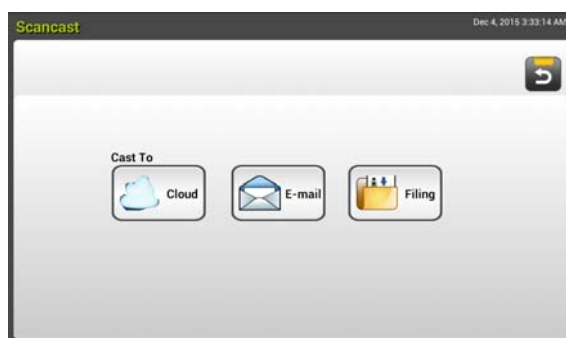 Scancast
Dec 4, 2015 3:33:14 AM
Cast To
Cloud
E-mail
Filing